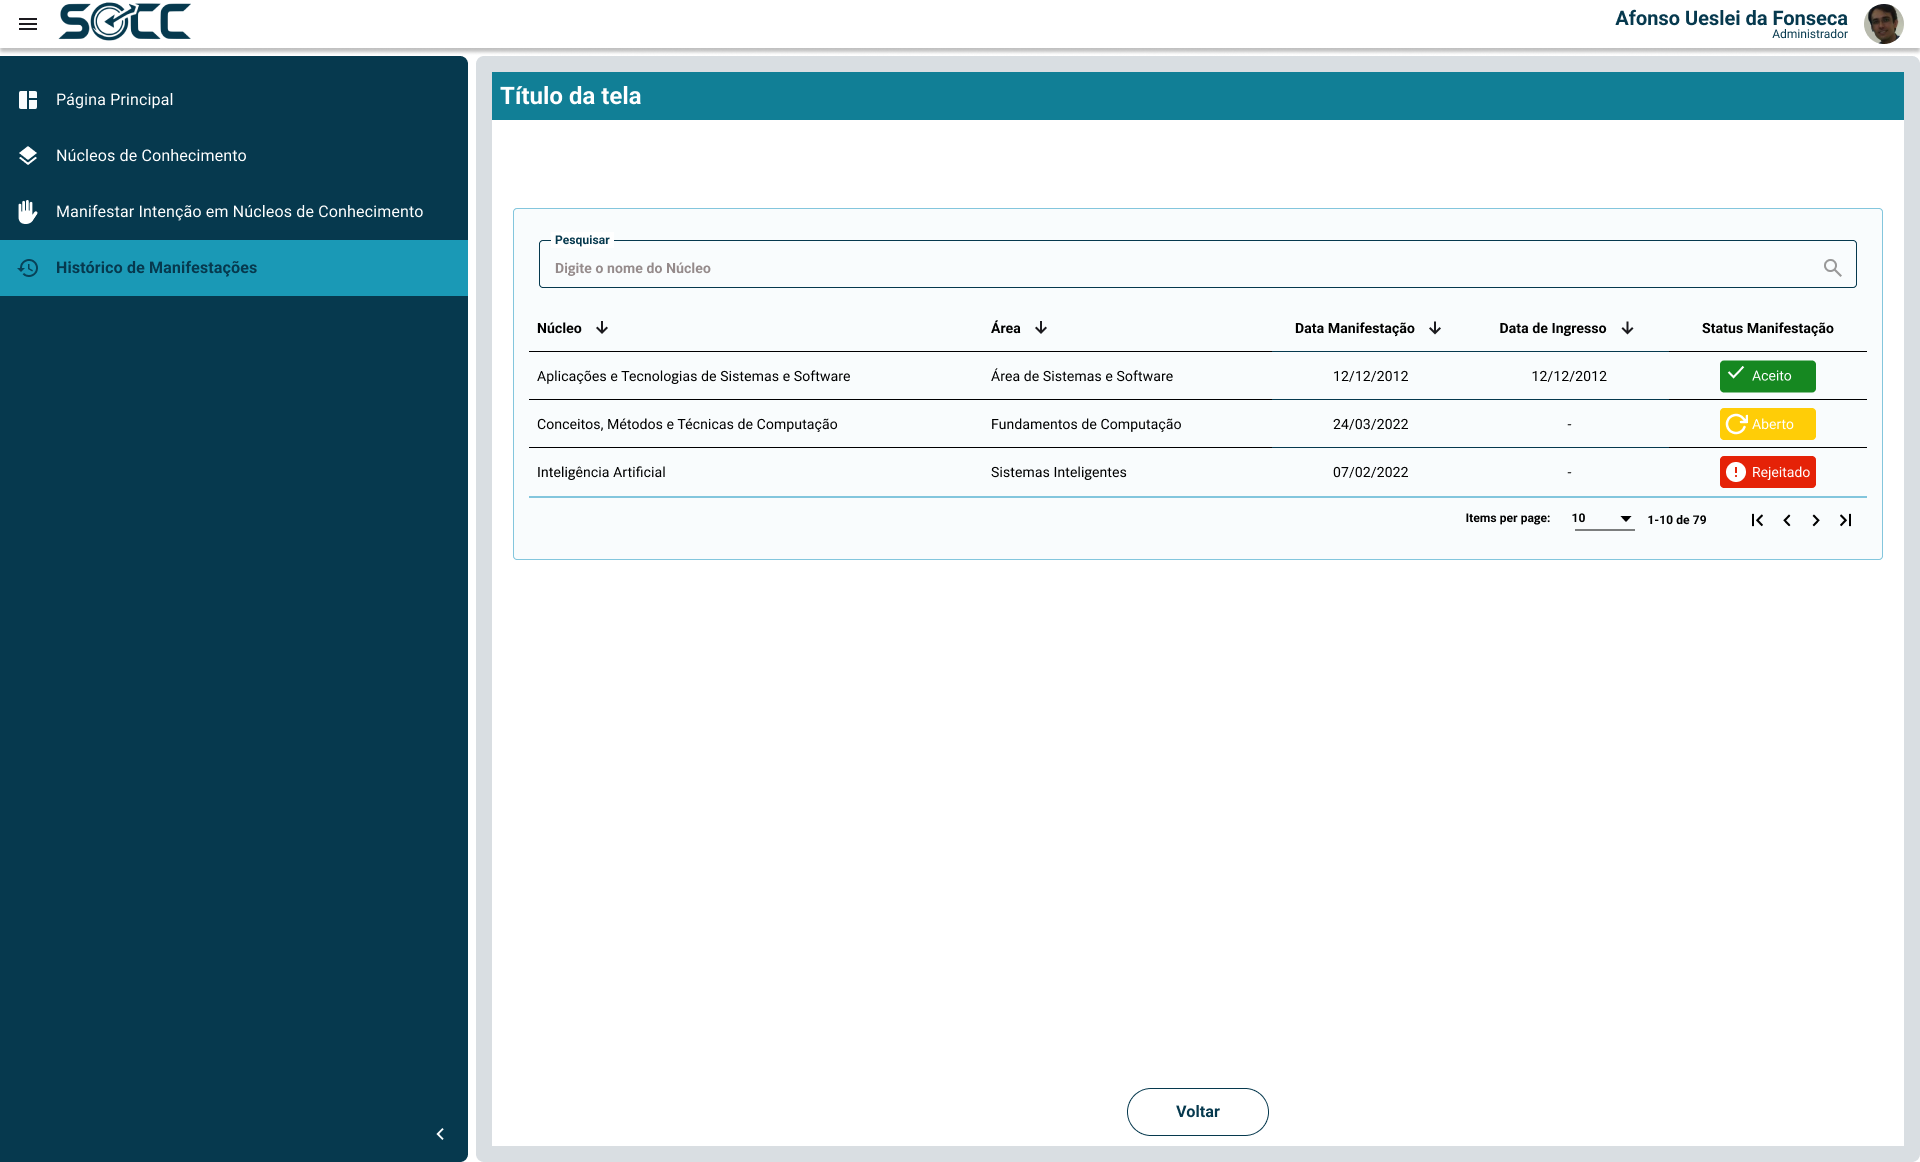 SOCC
Afonso Ueslei da Fonseca
Administrador
Página Principal
Núcleos de Conhecimento
Manifestar Intenção em Núcleos de Conhecimento
Histórico de Manifestações
Título da tela
Pesquisar
Digite o nome do Núcleo
Núcleo Área Data Manifestação Data de Ingresso Status Manifestação
Aplicações e Tecnologias de Sistemas e Software Área de Sistemas e Software 12/12/2012 12/12/2012 Aceito
Conceitos, Métodos e Técnicas de Computação Fundamentos de Computação 24/03/2022 - Aberto
Inteligência Artificial Sistemas Inteligentes 07/02/2022 - Rejeitado
Items per page: 10 1-10 de 79
Voltar